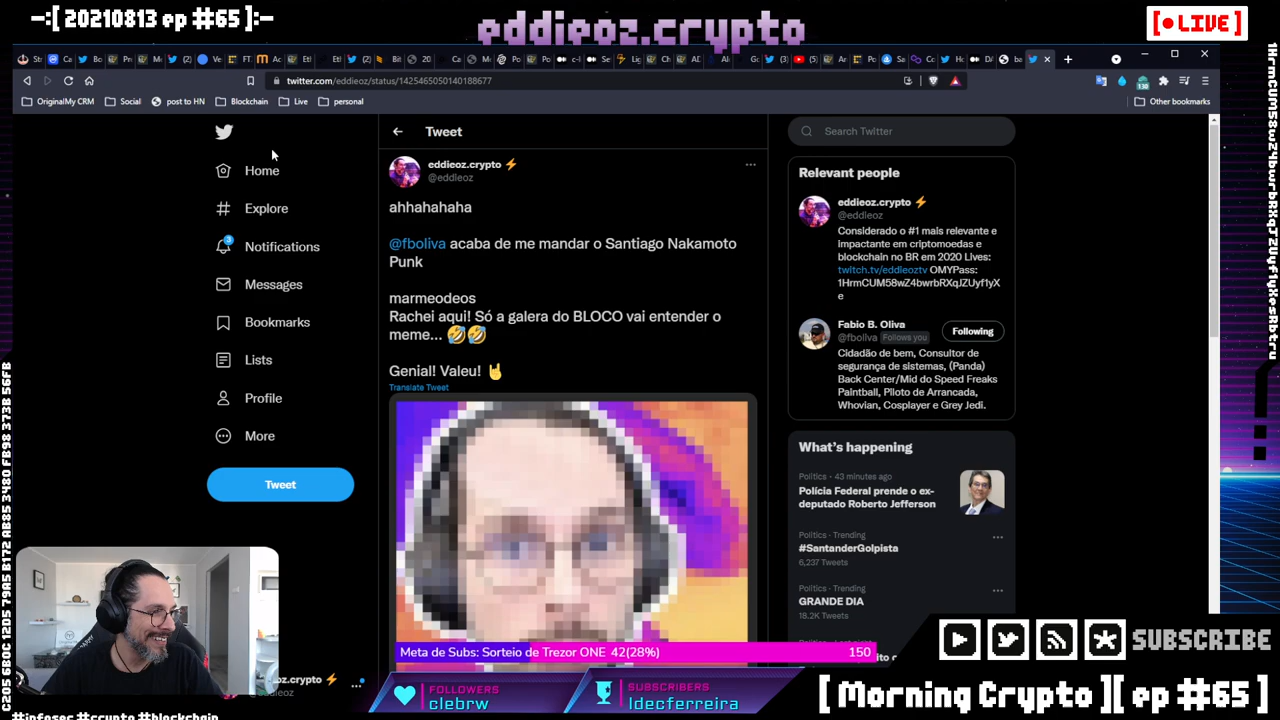 -:[ 20210813 ep #65 ]:-
eddieoz.crypto
[● LIVE ]
twitter.com/eddieoz/status/1425465050140188677
OriginalMy CRM
Social
post to HN
Blockchain
Live
personal
Other bookmarks
Home
Explore
3
Notifications
Messages
Bookmarks
Lists
Profile
More
Tweet
Tweet
eddieoz.crypto ⚡
@eddieoz
ahhahahaha
@fboliva acaba de me mandar o Santiago Nakamoto
Punk
marmeodeos
Rachei aqui! Só a galera do BLOCO vai entender o
meme... 🤣🤣
Genial! Valeu! 🤘
Translate Tweet
Search Twitter
Relevant people
eddieoz.crypto ⚡
@eddieoz
Considerado o #1 mais relevante e
impactante em criptomoedas e
blockchain no BR em 2020 Lives:
twitch.tv/eddieoztv OMYPass:
1HrmCUM58wZ4bwrbRXqJZUyf1yX
e
Fabio B. Oliva
@fboliva Follows you
Following
Cidadão de bem, Consultor de
segurança de sistemas, (Panda)
Back Center/Mid do Speed Freaks
Paintball, Piloto de Arrancada,
Whovian, Cosplayer e Grey Jedi.
What's happening
Politics · 43 minutes ago
Polícia Federal prende o ex-
deputado Roberto Jefferson
Politics · Trending
#SantanderGolpista
6,237 Tweets
Politics · Trending
GRANDE DIA
18.2K Tweets
Meta de Subs: Sorteio de Trezor ONE 42(28%)
150
FOLLOWERS
clebrw
SUBSCRIBERS
ldecferreira
SUBSCRIBE
[ Morning Crypto ][ ep #65 ]
oz.crypto ⚡
#infosec #crypto #blockchain